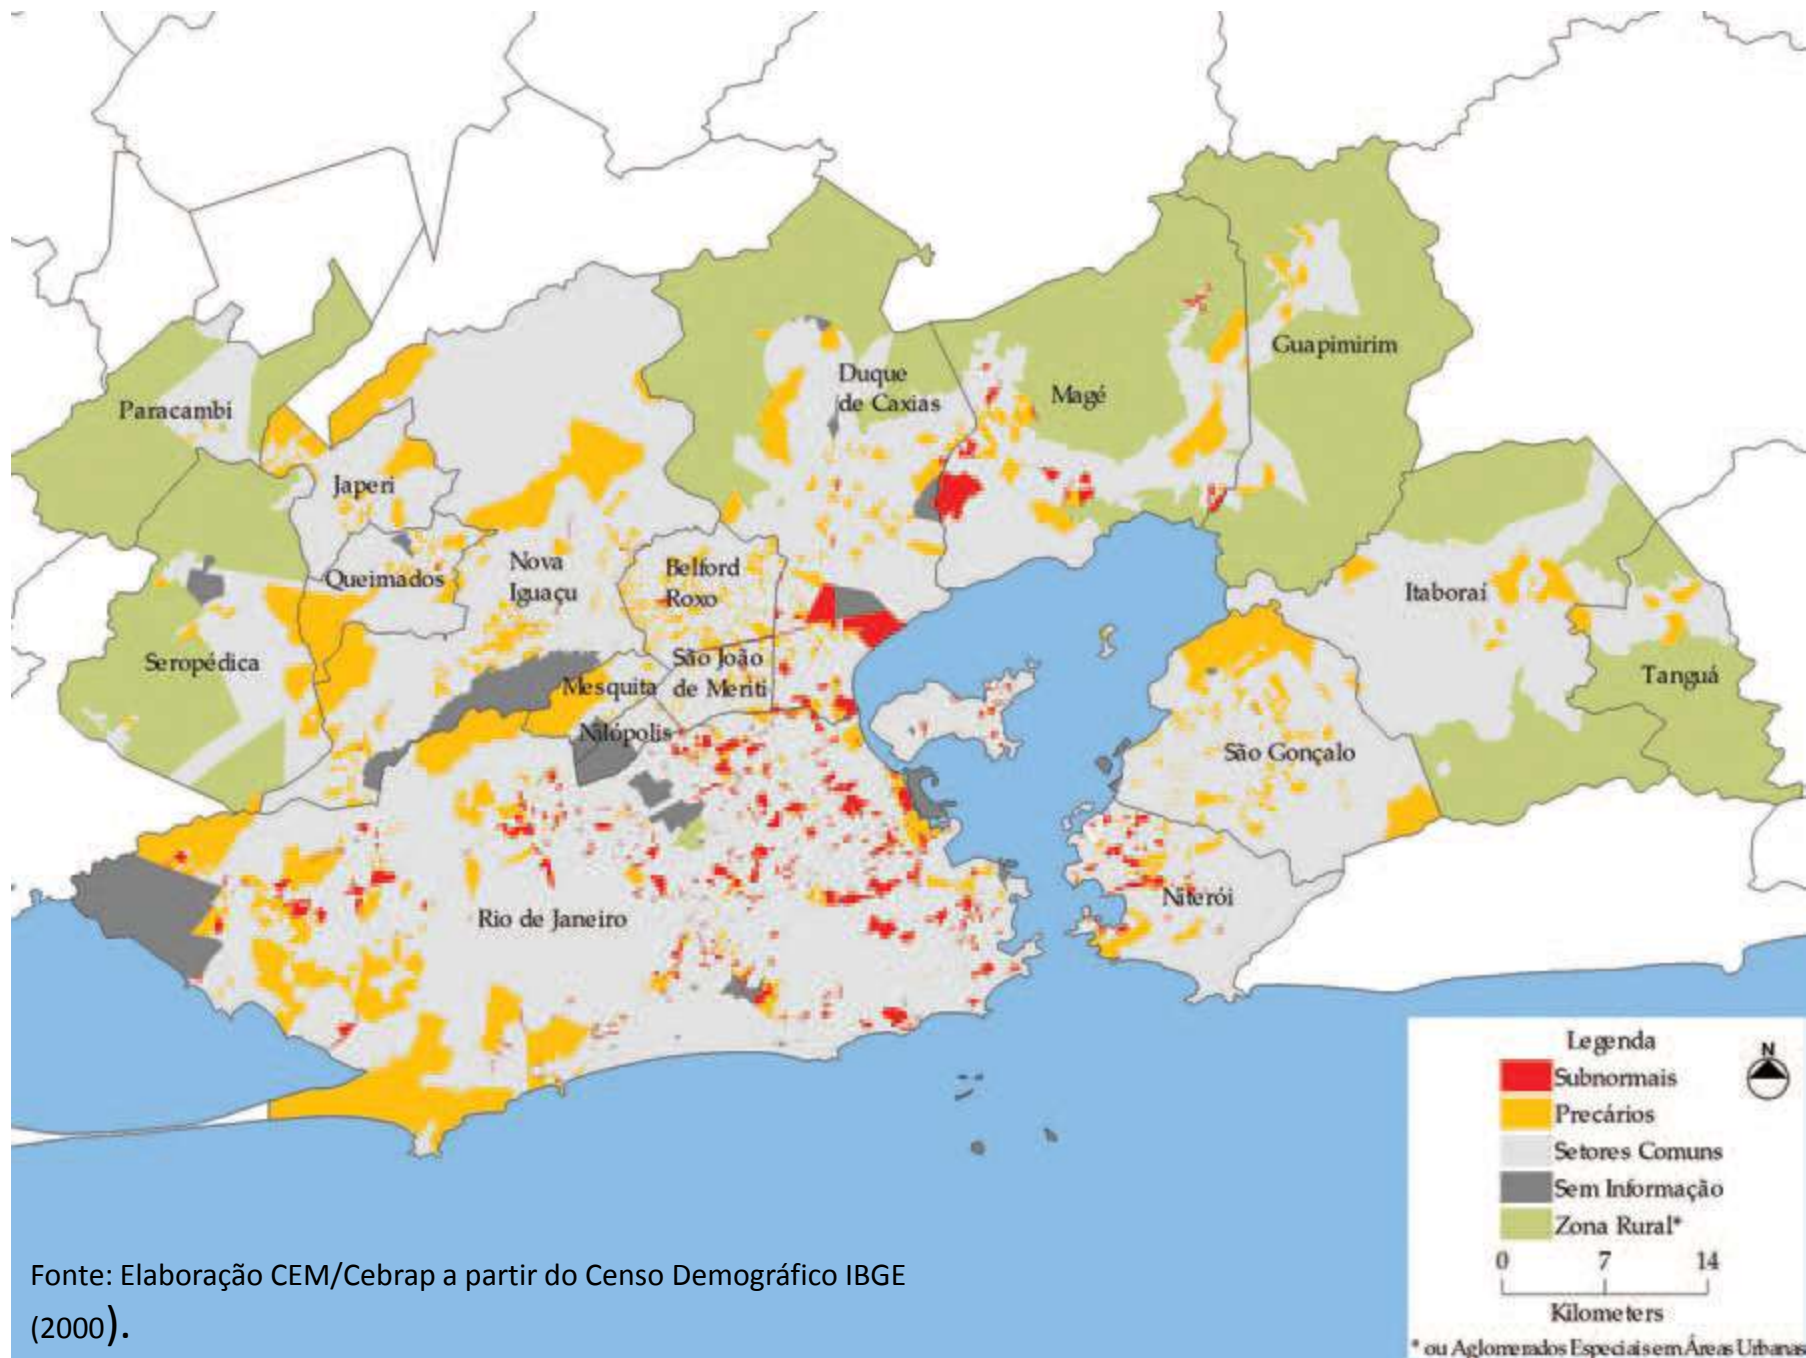 Guapimirim
Duque
de Caxias
Magé
Paracambi
Japeri
Nova
Iguaçu
Belford
Roxo
Queimados
Itaboraí
Seropédica
São João
de Meriti
Mesquita
Tanguá
Nilópolis
São Gonçalo
Niterói
Rio de Janeiro
Legenda
N
Subnormais
Precários
Setores Comuns
Sem Informação
Zona Rural*
0 7 14
Kilometers
* ou Aglomerados Especiais em Áreas Urbanas
Fonte: Elaboração CEM/Cebrap a partir do Censo Demográfico IBGE
(2000).